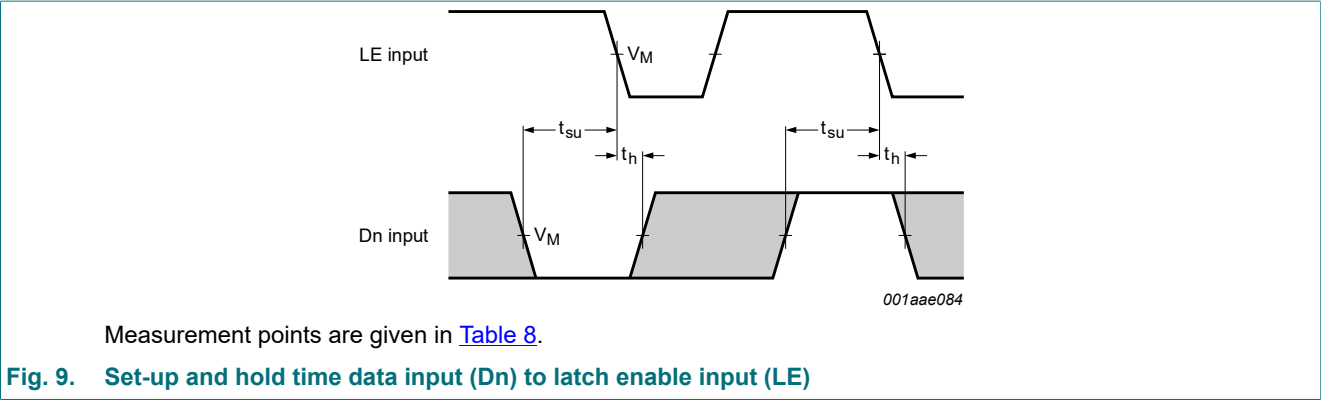 LE input
VM
tsu
tsu
th
th
Dn input
VM
001aae084
Measurement points are given in Table 8.
Fig. 9. Set-up and hold time data input (Dn) to latch enable input (LE)